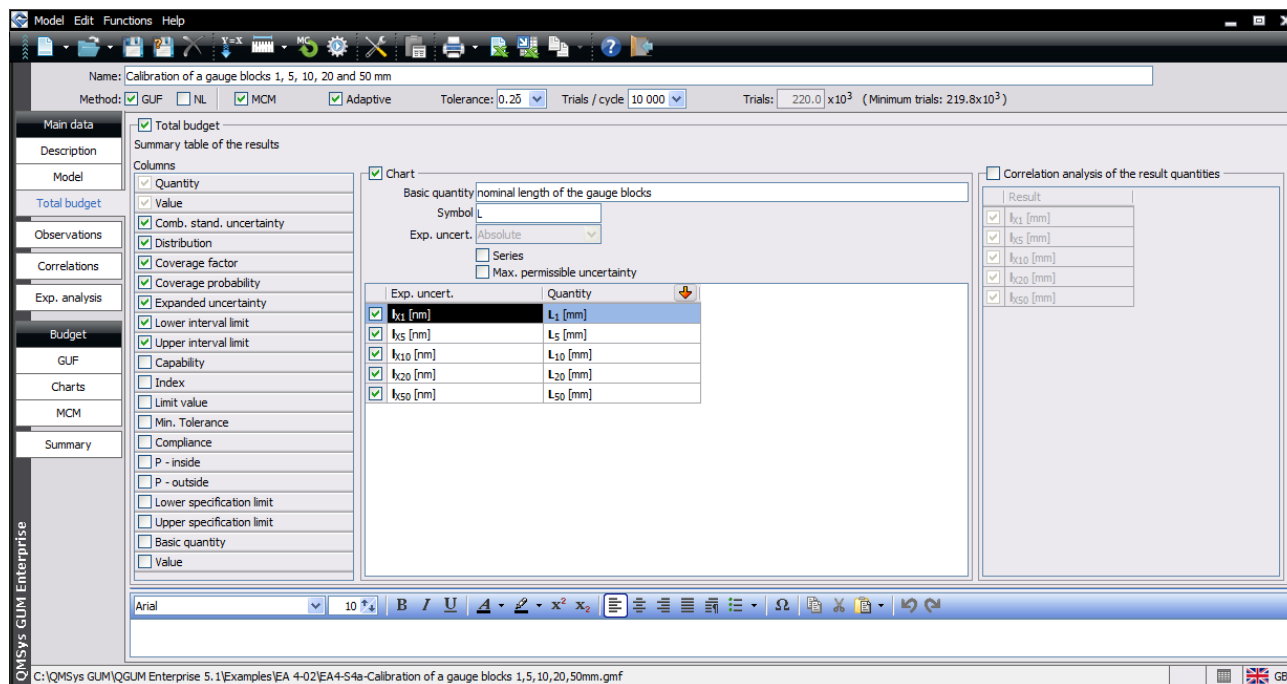 Model Edit Functions Help
Y=X MC
Name: Calibration of a gauge blocks 1, 5, 10, 20 and 50 mm
Method: GUF NL MCM Adaptive Tolerance: 0.2δ Trials / cycle 10 000 Trials: 220.0 x10³ (Minimum trials: 219.8x10³)
Main data
Description
Model
Total budget
Observations
Correlations
Exp. analysis
Budget
GUF
Charts
MCM
Summary
Total budget
Summary table of the results
Columns
Quantity
Value
Comb. stand. uncertainty
Distribution
Coverage factor
Coverage probability
Expanded uncertainty
Lower interval limit
Upper interval limit
Capability
Index
Limit value
Min. Tolerance
Compliance
P - inside
P - outside
Lower specification limit
Upper specification limit
Basic quantity
Value
Chart
Basic quantity nominal length of the gauge blocks
Symbol L
Exp. uncert. Absolute
Series
Max. permissible uncertainty
Exp. uncert. Quantity
lX1 [nm] L1 [mm]
lX5 [nm] L5 [mm]
lX10 [nm] L10 [mm]
lX20 [nm] L20 [mm]
lX50 [nm] L50 [mm]
Correlation analysis of the result quantities
Result
lX1 [mm]
lX5 [mm]
lX10 [mm]
lX20 [mm]
lX50 [mm]
Arial 10 B I U A x² x₂ Ω
QMSys GUM Enterprise
C:\QMSys GUM\QGUM Enterprise 5.1\Examples\EA 4-02\EA4-S4a-Calibration of a gauge blocks 1,5,10,20,50mm.gmf